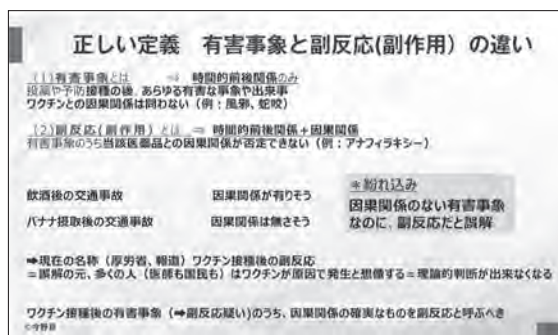 正しい定義　有害事象と副反応(副作用）の違い
（1)有害事象とは　⇒　時間的前後関係のみ
投薬や予防接種の後、あらゆる有害な事象や出来事
ワクチンとの因果関係は問わない（例：風邪、蛇咬）
（2)副反応(副作用）とは　⇒　時間的前後関係＋因果関係
有害事象のうち当該医薬品との因果関係が否定できない（例：アナフィラキシー）
飲酒後の交通事故　因果関係が有りそう
バナナ摂取後の交通事故　因果関係は無さそう
＊紛れ込み
因果関係のない有害事象
なのに、副反応だと誤解
➡現在の名称（厚労省、報道）ワクチン接種後の副反応
＝誤解の元、多くの人（医師も国民も）はワクチンが原因で発生と想像する＝理論的判断が出来なくなる
ワクチン接種後の有害事象（➡副反応疑い)のうち、因果関係の確実なものを副反応と呼ぶべき